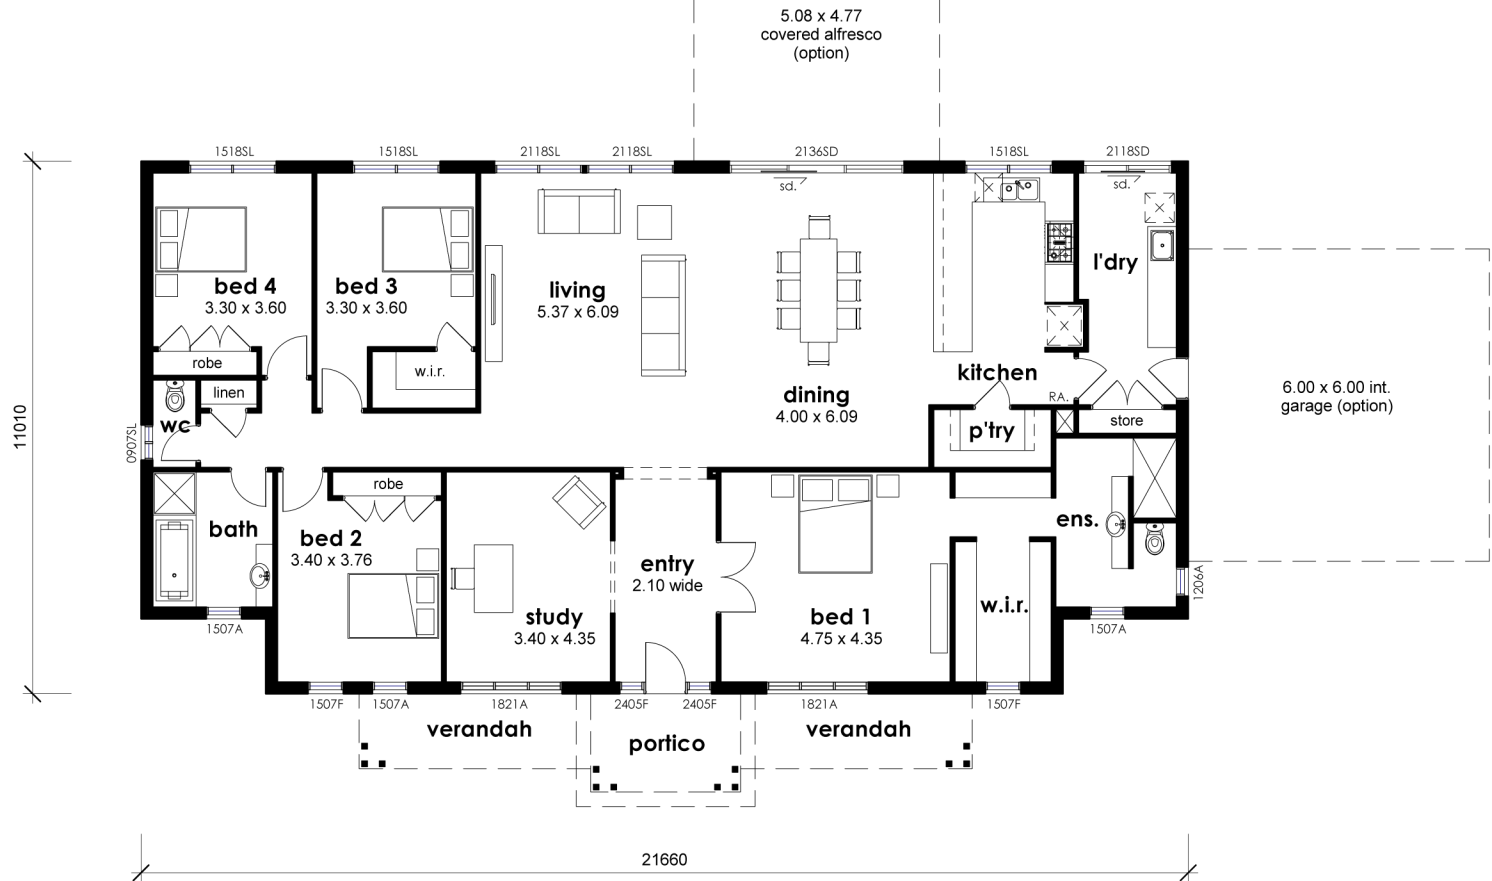 5.08 x 4.77
covered alfresco
(option)
1518SL
1518SL
2118SL
2118SL
2136SD
1518SL
2118SD
sd.
sd.
l'dry
bed 4
3.30 x 3.60
bed 3
3.30 x 3.60
living
5.37 x 6.09
robe
w.i.r.
kitchen
dining
4.00 x 6.09
6.00 x 6.00 int.
garage (option)
linen
RA.
store
wc
p'try
0907SL
11010
robe
bath
bed 2
3.40 x 3.76
ens.
entry
2.10 wide
study
3.40 x 4.35
bed 1
4.75 x 4.35
w.i.r.
1206A
1507A
1507A
1507F
1507A
1821A
2405F
2405F
1821A
1507F
verandah
portico
verandah
21660